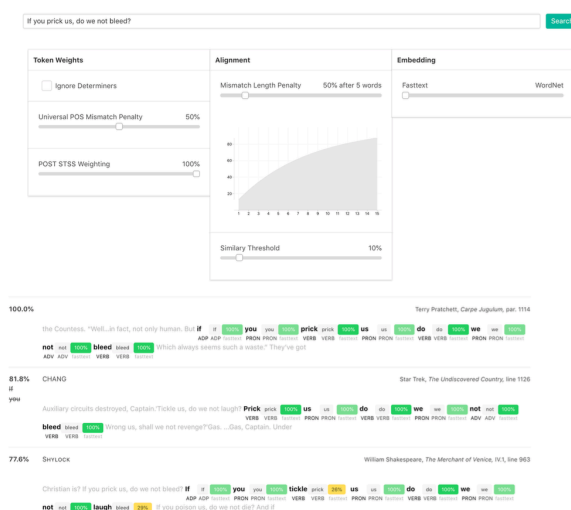 If you prick us, do we not bleed?
Search
Token Weights
Ignore Determiners
Universal POS Mismatch Penalty 50%
POST STSS Weighting 100%
Alignment
Mismatch Length Penalty 50% after 5 words
80
60
40
20
1 2 3 4 5 6 7 8 9 10 11 12 13 14 15
Similary Threshold 10%
Embedding
Fasttext WordNet
100.0% Terry Pratchett, Carpe Jugulum, par. 1114
the Countess. "Well...in fact, not only human. But if if 100% you you 100% prick prick 100% us us 100% do do 100% we we 100%
ADP ADP fasttext PRON PRON fasttext VERB VERB fasttext PRON PRON fasttext VERB VERB fasttext PRON PRON fasttext
not not 100% bleed bleed 100% Which always seems such a waste." They've got
ADV ADV fasttext VERB VERB fasttext
81.8% CHANG Star Trek, The Undiscovered Country, line 1126
if
you
Auxiliary circuits destroyed, Captain.'Tickle us, do we not laugh? Prick prick 100% us us 100% do do 100% we we 100% not not 100%
VERB VERB fasttext PRON PRON fasttext VERB VERB fasttext PRON PRON fasttext ADV ADV fasttext
bleed bleed 100% Wrong us, shall we not revenge?'Gas. ...Gas, Captain. Under
VERB VERB fasttext
77.6% SHYLOCK William Shakespeare, The Merchant of Venice, IV.1, line 963
Christian is? If you prick us, do we not bleed? If if 100% you you 100% tickle prick 26% us us 100% do do 100% we we 100%
ADP ADP fasttext PRON PRON fasttext VERB VERB fasttext PRON PRON fasttext VERB VERB fasttext PRON PRON fasttext
not not 100% laugh bleed 29% If you poison us, do we not die? And if